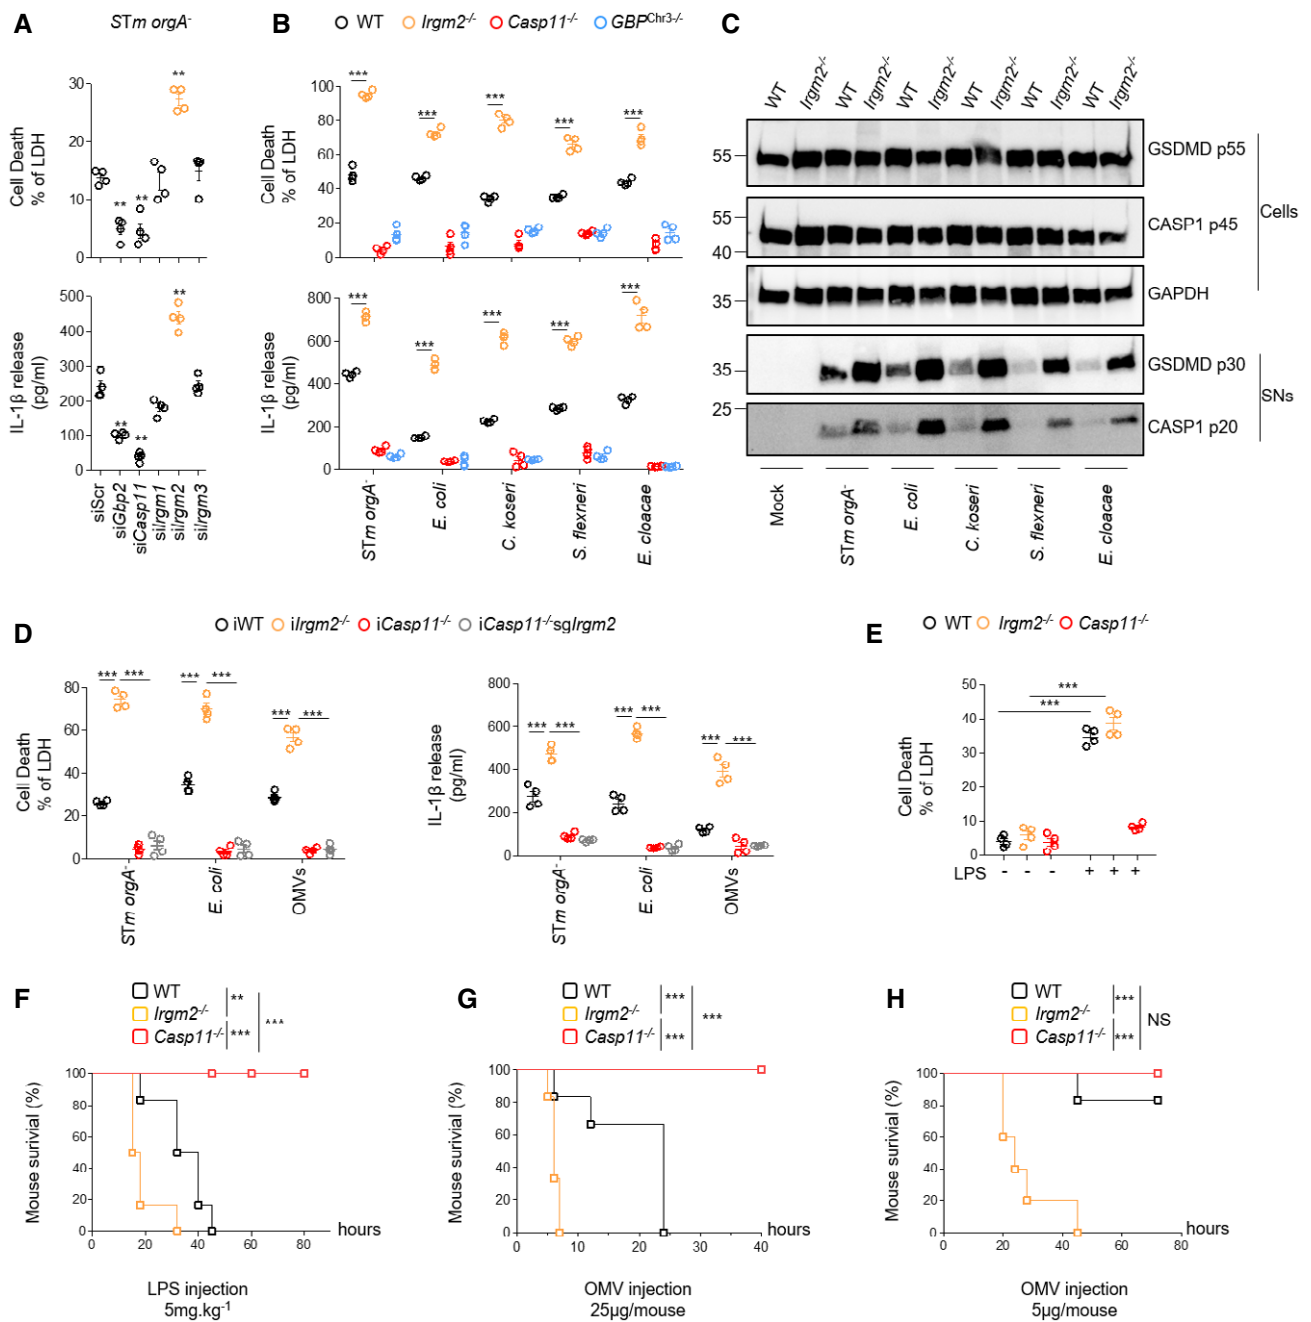 A
STm orgA-
30
20
10
0
Cell Death
% of LDH
**
**
**
500
400
300
200
100
0
IL-1β release
(pg/ml)
**
**
**
siScr
siGbp2
siCasp11
siIrgm1
siIrgm2
siIrgm3
B
WT Irgm2-/- Casp11-/- GBPChr3-/-
100
80
60
40
20
0
Cell Death
% of LDH
*** *** *** *** ***
800
600
400
200
0
IL-1β release
(pg/ml)
*** *** *** *** ***
STm orgA-
E. coli
C. koseri
S. flexneri
E. cloacae
C
WT Irgm2-/- WT Irgm2-/- WT Irgm2-/- WT Irgm2-/- WT Irgm2-/- WT Irgm2-/-
55
GSDMD p55
55
40
CASP1 p45
35
GAPDH
Cells
35
GSDMD p30
25
CASP1 p20
SNs
Mock
STm orgA-
E. coli
C. koseri
S. flexneri
E. cloacae
D
iWT iIrgm2-/- iCasp11-/- iCasp11-/-sgIrgm2
80
60
40
20
0
Cell Death
% of LDH
*** *** *** *** *** ***
STm orgA-
E. coli
OMVs
800
600
400
200
0
IL-1β release
(pg/ml)
*** *** *** *** *** ***
STm orgA-
E. coli
OMVs
E
WT Irgm2-/- Casp11-/-
50
40
30
20
10
0
Cell Death
% of LDH
***
***
LPS - - - + + +
F
WT
Irgm2-/-
Casp11-/-
**
***
***
100
80
60
40
20
0
Mouse surivial (%)
0 20 40 60 80
hours
LPS injection
5mg.kg-1
G
WT
Irgm2-/-
Casp11-/-
***
***
***
100
80
60
40
20
0
Mouse surivial (%)
0 10 20 30 40
hours
OMV injection
25µg/mouse
H
WT
Irgm2-/-
Casp11-/-
***
***
NS
100
80
60
40
20
0
Mouse surivial (%)
0 20 40 60 80
hours
OMV injection
5µg/mouse